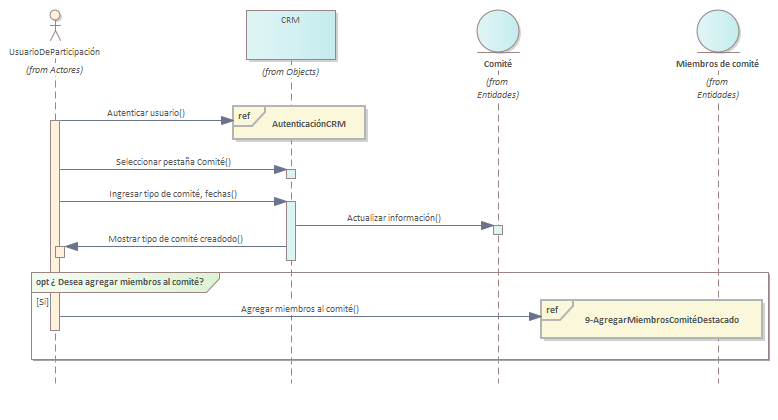 CRM
UsuarioDeParticipación
(from Actores)
(from Objects)
Comité
(from
Entidades)
Miembros de comité
(from
Entidades)
Autenticar usuario()
ref
AutenticaciónCRM
Seleccionar pestaña Comité()
Ingresar tipo de comité, fechas()
Actualizar información()
Mostrar tipo de comité creadodo()
opt ¿ Desea agregar miembros al comité?
[Si]
Agregar miembros al comité()
ref
9-AgregarMiembrosComitéDestacado